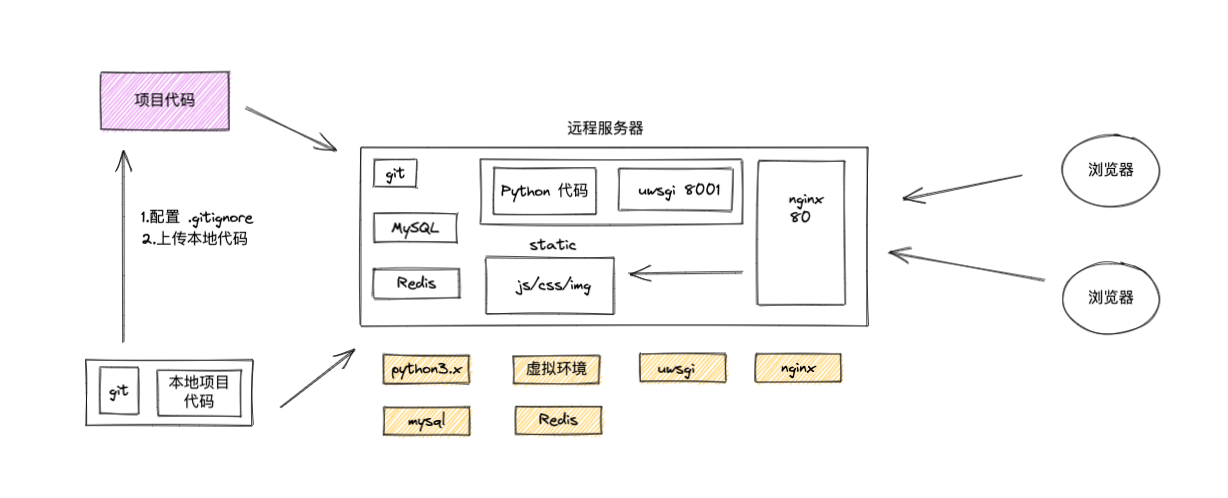 项目代码
远程服务器
浏览器
git
Python 代码
uwsgi 8001
nginx
80
1.配置 .gitignore
2.上传本地代码
MySQL
static
Redis
js/css/img
浏览器
python3.x
虚拟环境
uwsgi
nginx
git
本地项目
代码
mysql
Redis